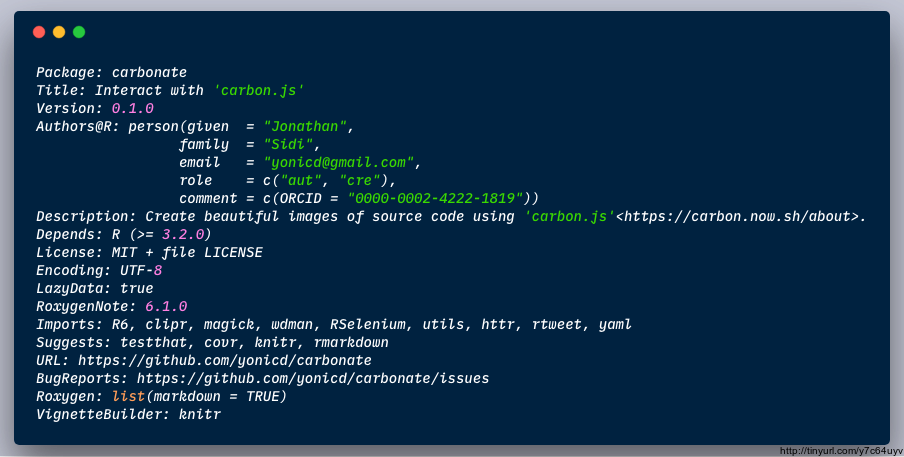 Package: carbonate
Title: Interact with 'carbon.js'
Version: 0.1.0
Authors@R: person(given  = "Jonathan",
                 family  = "Sidi",
                 email   = "yonicd@gmail.com",
                 role    = c("aut", "cre"),
                 comment = c(ORCID = "0000-0002-4222-1819"))
Description: Create beautiful images of source code using 'carbon.js'<https://carbon.now.sh/about>.
Depends: R (>= 3.2.0)
License: MIT + file LICENSE
Encoding: UTF-8
LazyData: true
RoxygenNote: 6.1.0
Imports: R6, clipr, magick, wdman, RSelenium, utils, httr, rtweet, yaml
Suggests: testthat, covr, knitr, rmarkdown
URL: https://github.com/yonicd/carbonate
BugReports: https://github.com/yonicd/carbonate/issues
Roxygen: list(markdown = TRUE)
VignetteBuilder: knitr
http://tinyurl.com/y7c64uyv